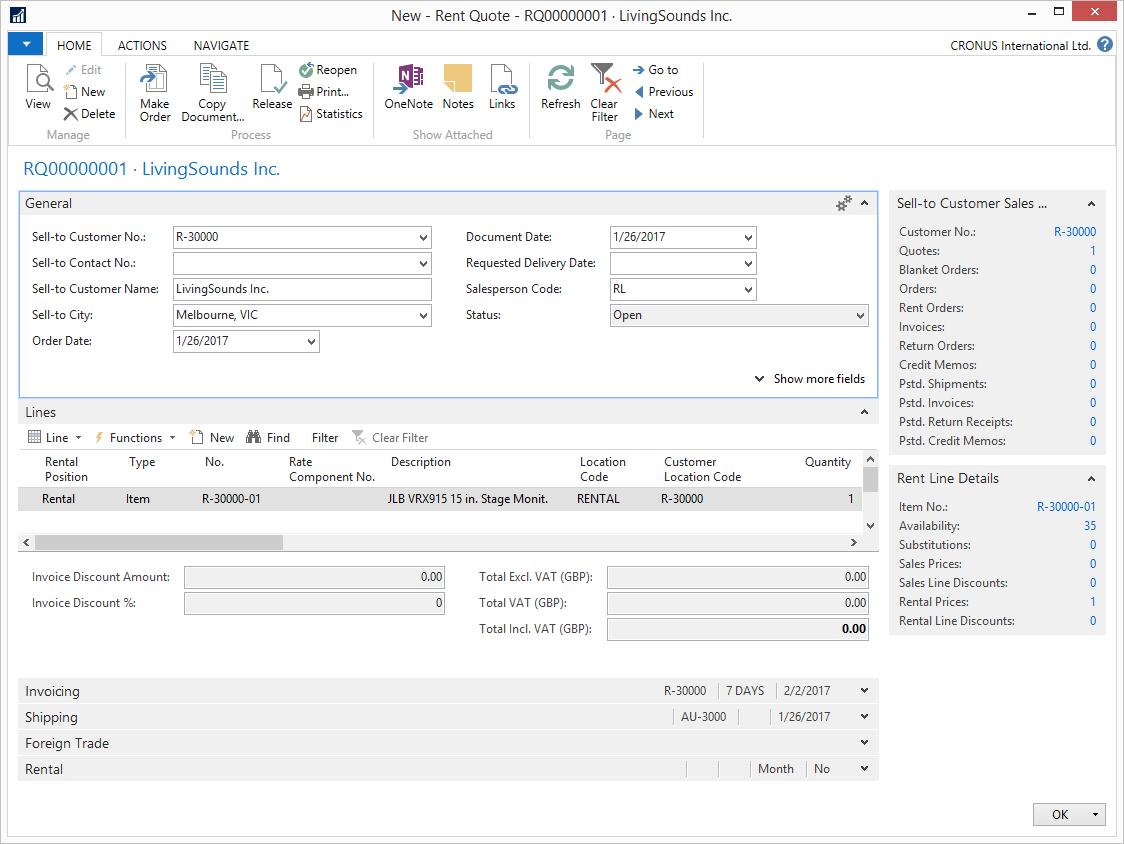 New - Rent Quote - RQ00000001 · LivingSounds Inc.
HOME ACTIONS NAVIGATE CRONUS International Ltd. ?
View
Edit
New
Delete
Manage
Make Order
Copy Document...
Release
Reopen
Print...
Statistics
Process
OneNote
Notes
Links
Show Attached
Refresh
Clear Filter
Go to
Previous
Next
Page
RQ00000001 · LivingSounds Inc.
General
Sell-to Customer No.: R-30000
Sell-to Contact No.:
Sell-to Customer Name: LivingSounds Inc.
Sell-to City: Melbourne, VIC
Order Date: 1/26/2017
Document Date: 1/26/2017
Requested Delivery Date:
Salesperson Code: RL
Status: Open
Show more fields
Lines
Line Functions New Find Filter Clear Filter
Rental Position Type No. Rate Component No. Description Location Code Customer Location Code Quantity
Rental Item R-30000-01 JLB VRX915 15 in. Stage Monit. RENTAL R-30000 1
Invoice Discount Amount: 0.00
Invoice Discount %: 0
Total Excl. VAT (GBP): 0.00
Total VAT (GBP): 0.00
Total Incl. VAT (GBP): 0.00
Invoicing R-30000 7 DAYS 2/2/2017
Shipping AU-3000 1/26/2017
Foreign Trade
Rental Month No
Sell-to Customer Sales ...
Customer No.: R-30000
Quotes: 1
Blanket Orders: 0
Orders: 0
Rent Orders: 0
Invoices: 0
Return Orders: 0
Credit Memos: 0
Pstd. Shipments: 0
Pstd. Invoices: 0
Pstd. Return Receipts: 0
Pstd. Credit Memos: 0
Rent Line Details
Item No.: R-30000-01
Availability: 35
Substitutions: 0
Sales Prices: 0
Sales Line Discounts: 0
Rental Prices: 1
Rental Line Discounts: 0
OK